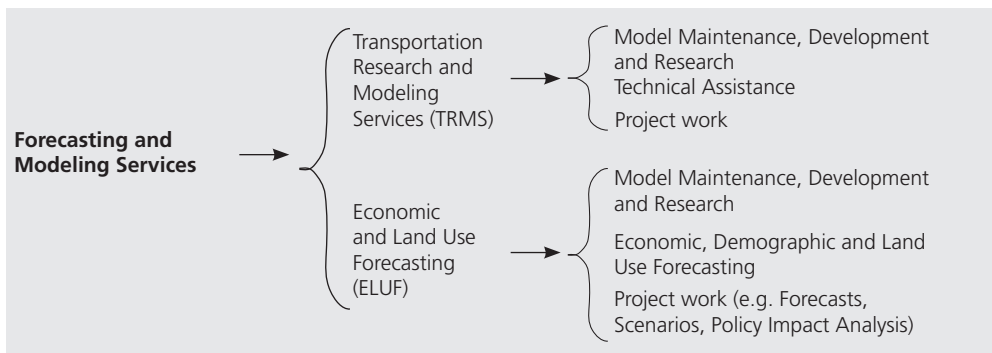 Forecasting and
Modeling Services
Transportation
Research and
Modeling
Services (TRMS)
Model Maintenance, Development
and Research
Technical Assistance
Project work
Economic
and Land Use
Forecasting
(ELUF)
Model Maintenance, Development
and Research
Economic, Demographic and Land
Use Forecasting
Project work (e.g. Forecasts,
Scenarios, Policy Impact Analysis)